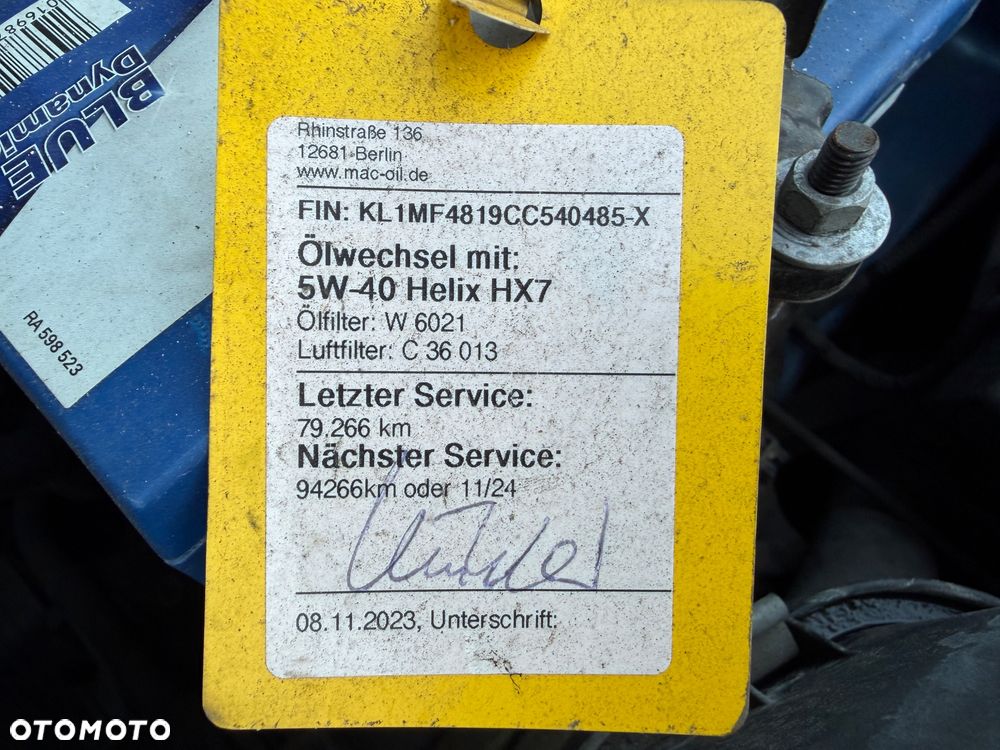 BLUE
Dynami
RA 598 523
Rhinstraße 136
12681 Berlin
www.mac-oil.de
FIN: KL1MF4819CC540485-X
Ölwechsel mit:
5W-40 Helix HX7
Ölfilter: W 6021
Luftfilter: C 36 013
Letzter Service:
79.266 km
Nächster Service:
94266km oder 11/24
08.11.2023, Unterschrift:
OTOMOTO